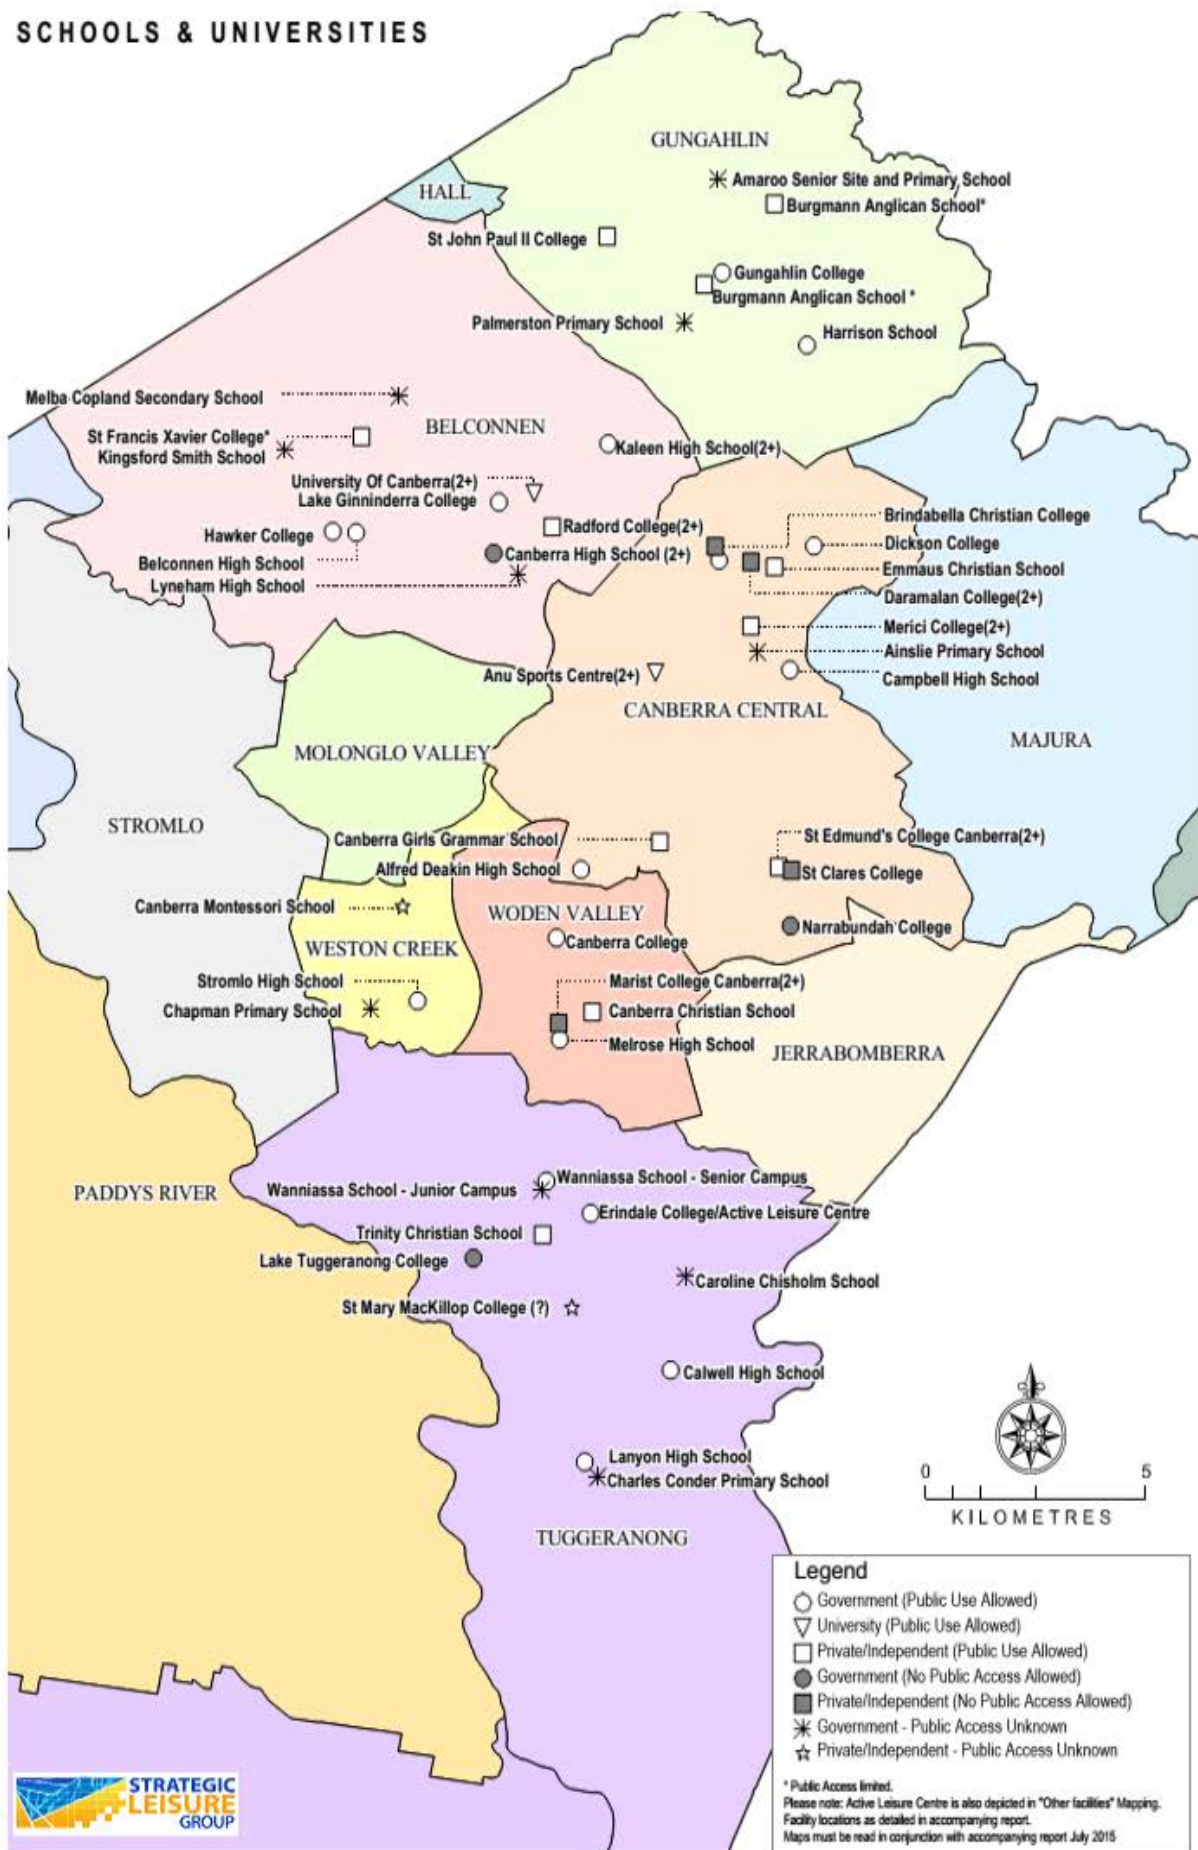 SCHOOLS & UNIVERSITIES
GUNGAHLIN
HALL
Amaroo Senior Site and Primary School
Burgmann Anglican School*
St John Paul II College
Gungahlin College
Burgmann Anglican School *
Palmerston Primary School
Harrison School
Melba Copland Secondary School
BELCONNEN
St Francis Xavier College*
Kingsford Smith School
Kaleen High School(2+)
University Of Canberra(2+)
Lake Ginninderra College
Hawker College
Radford College(2+)
Belconnen High School
Canberra High School (2+)
Lyneham High School
Brindabella Christian College
Dickson College
Emmaus Christian School
Daramalan College(2+)
Merici College(2+)
Ainslie Primary School
Campbell High School
Anu Sports Centre(2+)
CANBERRA CENTRAL
MAJURA
MOLONGLO VALLEY
STROMLO
Canberra Girls Grammar School
St Edmund's College Canberra(2+)
Alfred Deakin High School
St Clares College
Canberra Montessori School
WODEN VALLEY
Narrabundah College
WESTON CREEK
Canberra College
Stromlo High School
Marist College Canberra(2+)
Chapman Primary School
Canberra Christian School
Melrose High School
JERRABOMBERRA
PADDYS RIVER
Wanniassa School - Senior Campus
Wanniassa School - Junior Campus
Erindale College/Active Leisure Centre
Trinity Christian School
Lake Tuggeranong College
Caroline Chisholm School
St Mary MacKillop College (?)
Calwell High School
Lanyon High School
Charles Conder Primary School
TUGGERANONG
0 5
KILOMETRES
Legend
Government (Public Use Allowed)
University (Public Use Allowed)
Private/Independent (Public Use Allowed)
Government (No Public Access Allowed)
Private/Independent (No Public Access Allowed)
Government - Public Access Unknown
Private/Independent - Public Access Unknown
* Public Access limited.
Please note: Active Leisure Centre is also depicted in "Other facilities" Mapping.
Facility locations as detailed in accompanying report.
Maps must be read in conjunction with accompanying report July 2015
STRATEGIC
LEISURE
GROUP